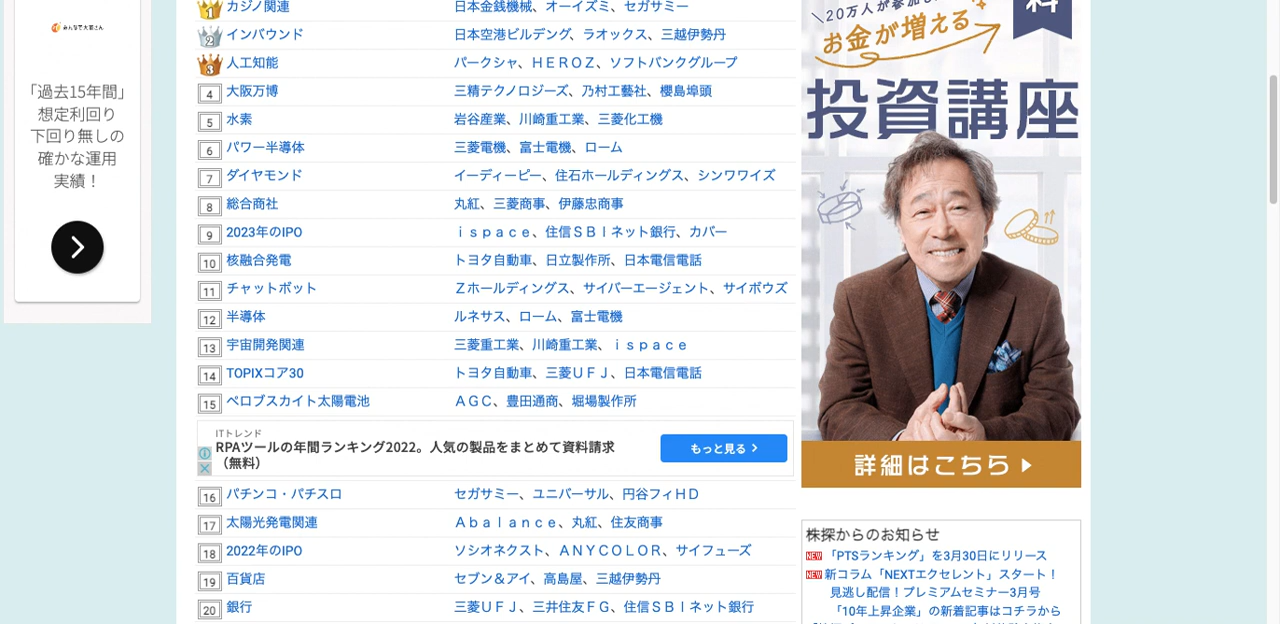 みんなで大家さん
「過去15年間」
想定利回り
下回り無しの
確かな運用
実績！
1 カジノ関連 日本金銭機械、オーイズミ、セガサミー
2 インバウンド 日本空港ビルデング、ラオックス、三越伊勢丹
3 人工知能 パークシャ、ＨＥＲＯＺ、ソフトバンクグループ
4 大阪万博 三精テクノロジーズ、乃村工藝社、櫻島埠頭
5 水素 岩谷産業、川崎重工業、三菱化工機
6 パワー半導体 三菱電機、富士電機、ローム
7 ダイヤモンド イーディーピー、住石ホールディングス、シンワワイズ
8 総合商社 丸紅、三菱商事、伊藤忠商事
9 2023年のIPO ｉｓｐａｃｅ、住信ＳＢＩネット銀行、カバー
10 核融合発電 トヨタ自動車、日立製作所、日本電信電話
11 チャットボット Ｚホールディングス、サイバーエージェント、サイボウズ
12 半導体 ルネサス、ローム、富士電機
13 宇宙開発関連 三菱重工業、川崎重工業、ｉｓｐａｃｅ
14 TOPIXコア30 トヨタ自動車、三菱ＵＦＪ、日本電信電話
15 ペロブスカイト太陽電池 ＡＧＣ、豊田通商、堀場製作所
ITトレンド
RPAツールの年間ランキング2022。人気の製品をまとめて資料請求
（無料）
もっと見る
16 パチンコ・パチスロ セガサミー、ユニバーサル、円谷フィＨＤ
17 太陽光発電関連 Ａｂａｌａｎｃｅ、丸紅、住友商事
18 2022年のIPO ソシオネクスト、ＡＮＹＣＯＬＯＲ、サイフューズ
19 百貨店 セブン＆アイ、高島屋、三越伊勢丹
20 銀行 三菱ＵＦＪ、三井住友ＦＧ、住信ＳＢＩネット銀行
20万人が参加
料
お金が増える
投資講座
詳細はこちら
株探からのお知らせ
NEW 「PTSランキング」を3月30日にリリース
NEW 新コラム「NEXTエクセレント」スタート！
見逃し配信！プレミアムセミナー3月号
「10年上昇企業」の新着記事はコチラから